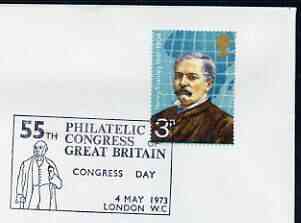 3P
55TH PHILATELIC
CONGRESS OF
GREAT BRITAIN
CONGRESS DAY
4 MAY 1973
LONDON W.C